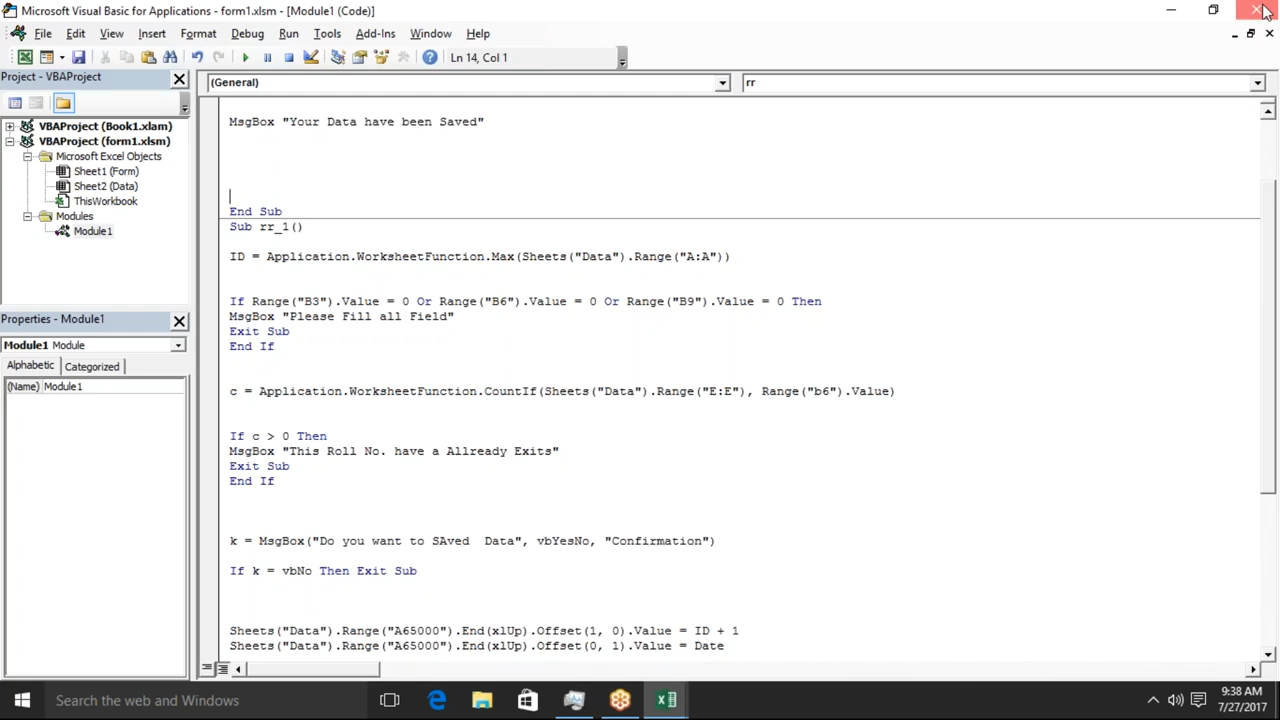 Microsoft Visual Basic for Applications - form1.xlsm - [Module1 (Code)]
File Edit View Insert Format Debug Run Tools Add-Ins Window Help
Ln 14, Col 1
Project - VBAProject
(General)
rr
VBAProject (Book1.xlam)
VBAProject (form1.xlsm)
Microsoft Excel Objects
Sheet1 (Form)
Sheet2 (Data)
ThisWorkbook
Modules
Module1
Properties - Module1
Module1 Module
Alphabetic Categorized
(Name) Module1
MsgBox "Your Data have been Saved"
End Sub
Sub rr_1()
ID = Application.WorksheetFunction.Max(Sheets("Data").Range("A:A"))
If Range("B3").Value = 0 Or Range("B6").Value = 0 Or Range("B9").Value = 0 Then
MsgBox "Please Fill all Field"
Exit Sub
End If
c = Application.WorksheetFunction.CountIf(Sheets("Data").Range("E:E"), Range("b6").Value)
If c > 0 Then
MsgBox "This Roll No. have a Allready Exits"
Exit Sub
End If
k = MsgBox("Do you want to SAved  Data", vbYesNo, "Confirmation")
If k = vbNo Then Exit Sub
Sheets("Data").Range("A65000").End(xlUp).Offset(1, 0).Value = ID + 1
Sheets("Data").Range("A65000").End(xlUp).Offset(0, 1).Value = Date
Search the web and Windows
9:38 AM
7/27/2017